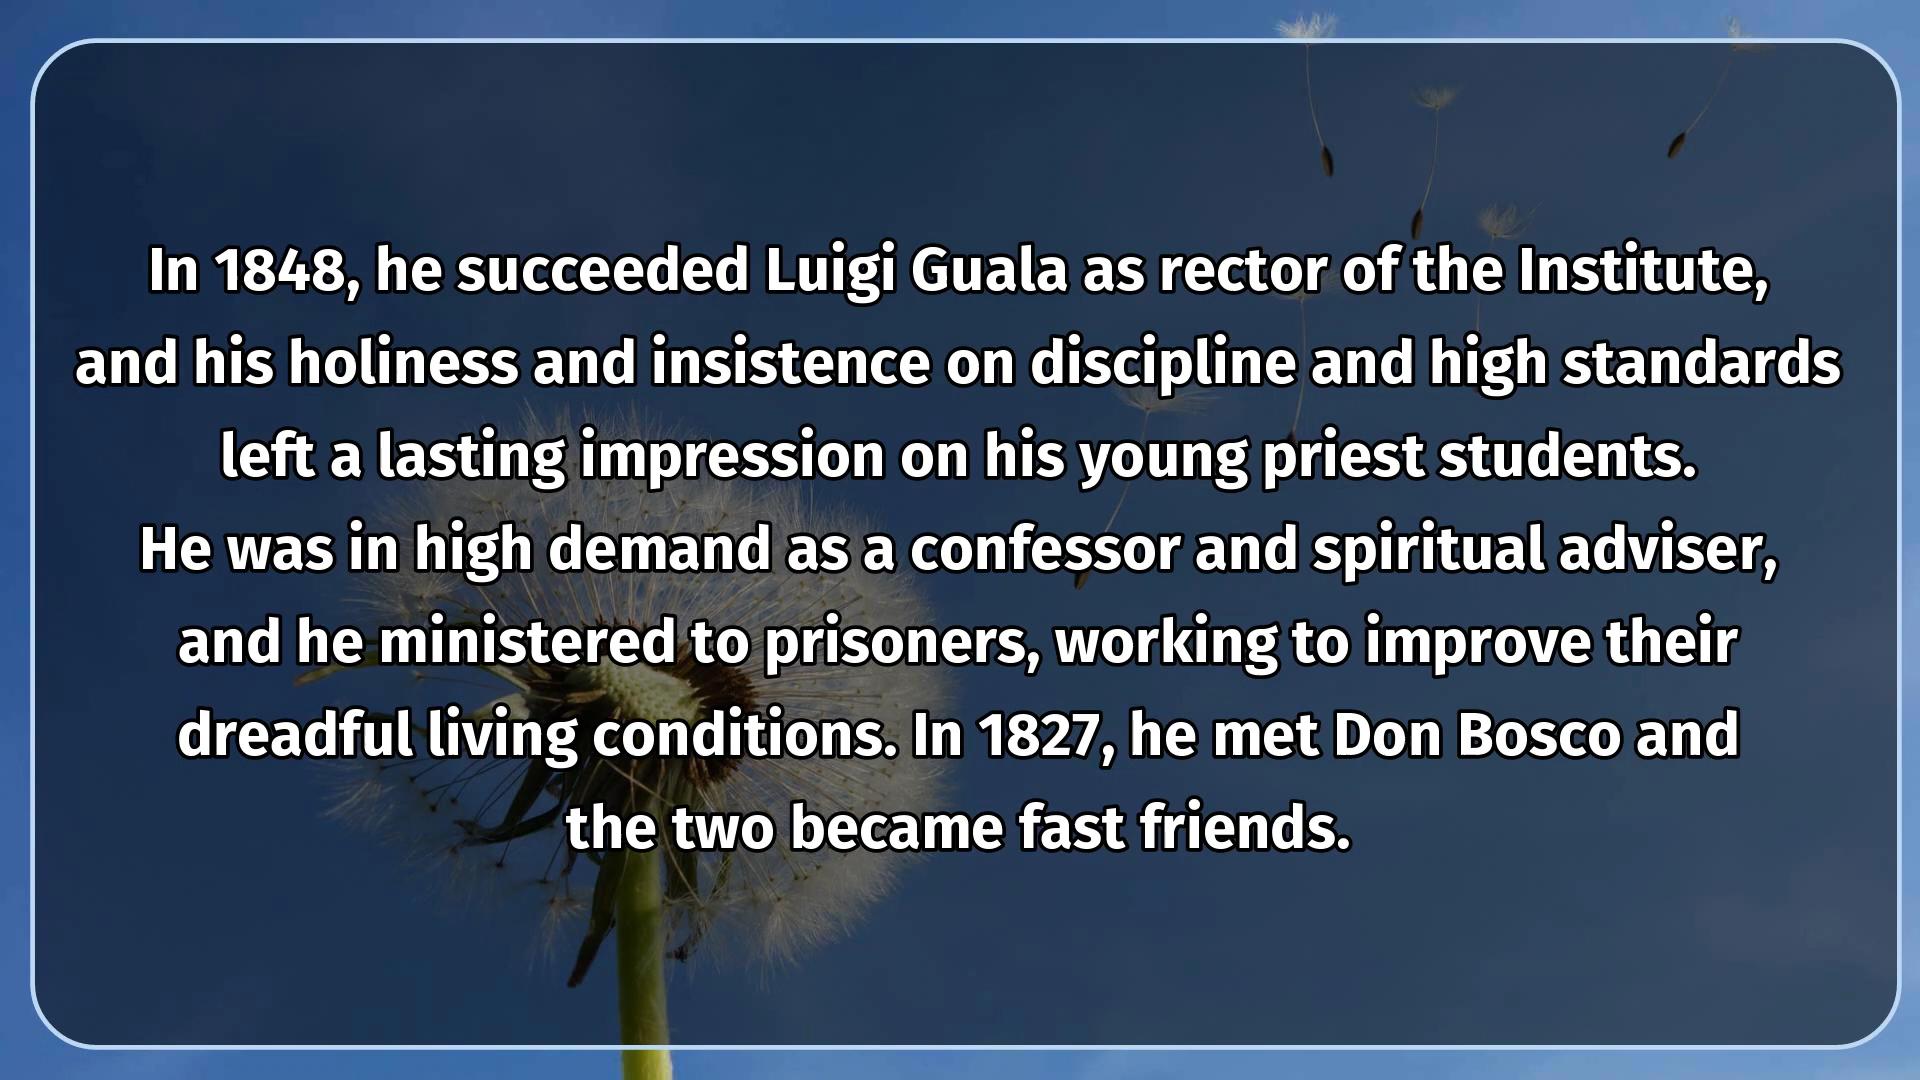 In 1848, he succeeded Luigi Guala as rector of the Institute,
and his holiness and insistence on discipline and high standards
left a lasting impression on his young priest students.
He was in high demand as a confessor and spiritual adviser,
and he ministered to prisoners, working to improve their
dreadful living conditions. In 1827, he met Don Bosco and
the two became fast friends.